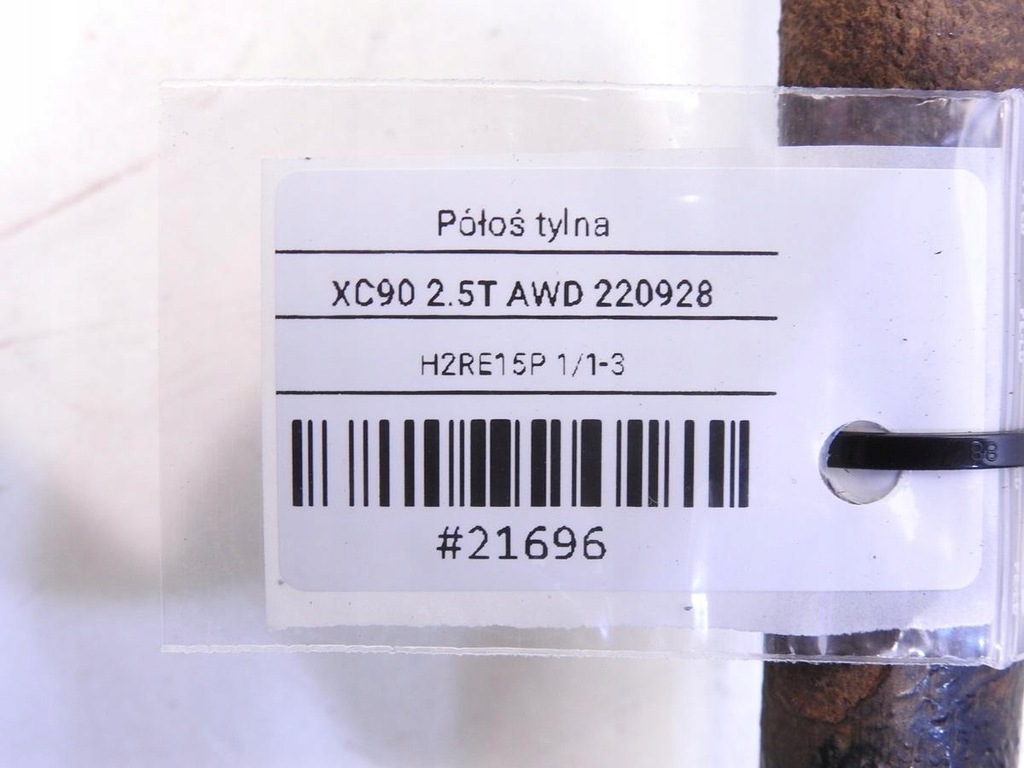 Półoś tylna
XC90 2.5T AWD 220928
H2RE15P 1/1-3
#21696